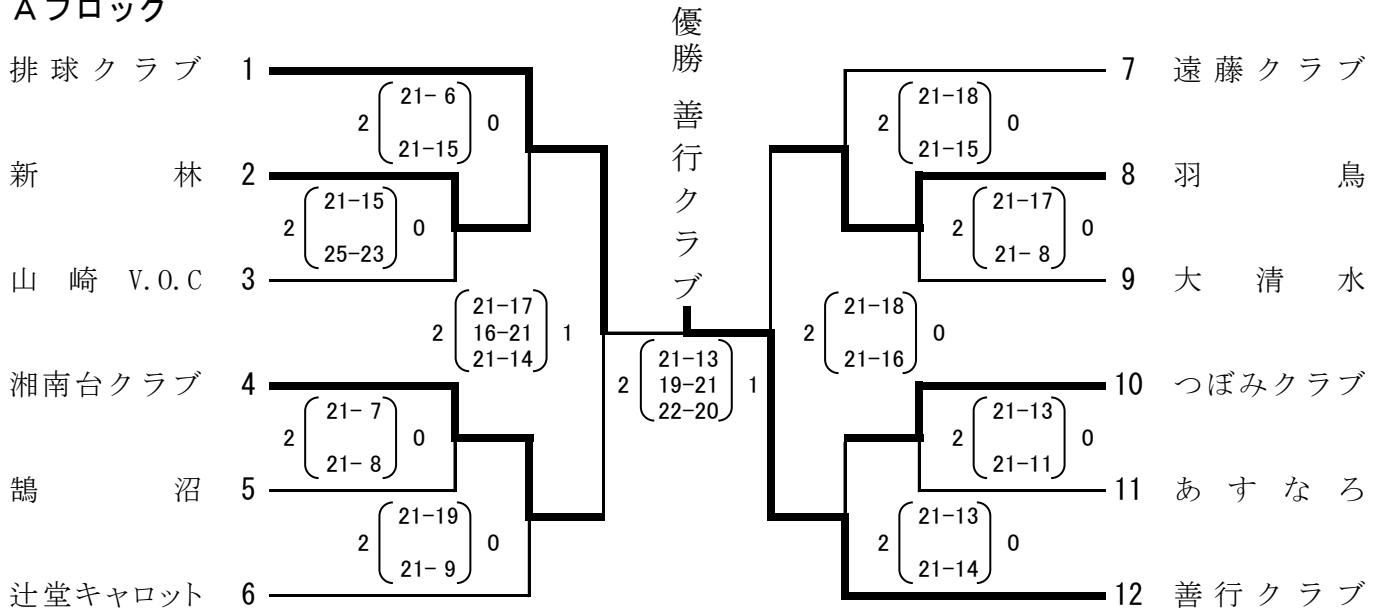 Aブロック
優勝 善行クラブ
排球クラブ 1
2 21- 6 0
21-15
新林 2
2 21-15 0
25-23
山崎 V.O.C 3
21-17
2 16-21 1
21-14
湘南台クラブ 4
2 21- 7 0
21- 8
鵠沼 5
2 21-19 0
21- 9
辻堂キャロット 6
21-13
2 19-21 1
22-20
7 遠藤クラブ
2 21-18 0
21-15
8 羽鳥
2 21-17 0
21- 8
9 大清水
2 21-18 0
21-16
10 つぼみクラブ
2 21-13 0
21-11
11 あすなろ
2 21-13 0
21-14
12 善行クラブ